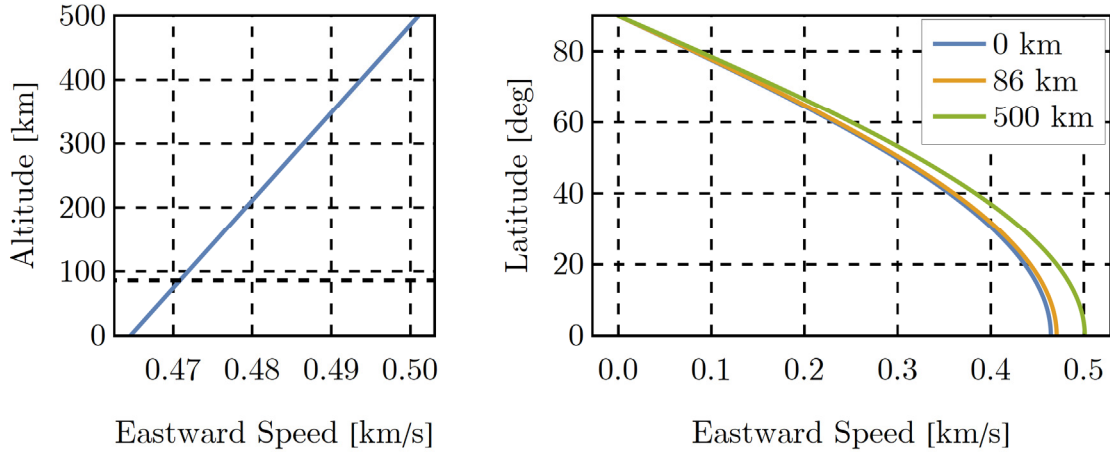 Altitude [km]
500
400
300
200
100
0
0.47 0.48 0.49 0.50
Eastward Speed [km/s]
Latitude [deg]
80
60
40
20
0
0.0 0.1 0.2 0.3 0.4 0.5
Eastward Speed [km/s]
0 km
86 km
500 km